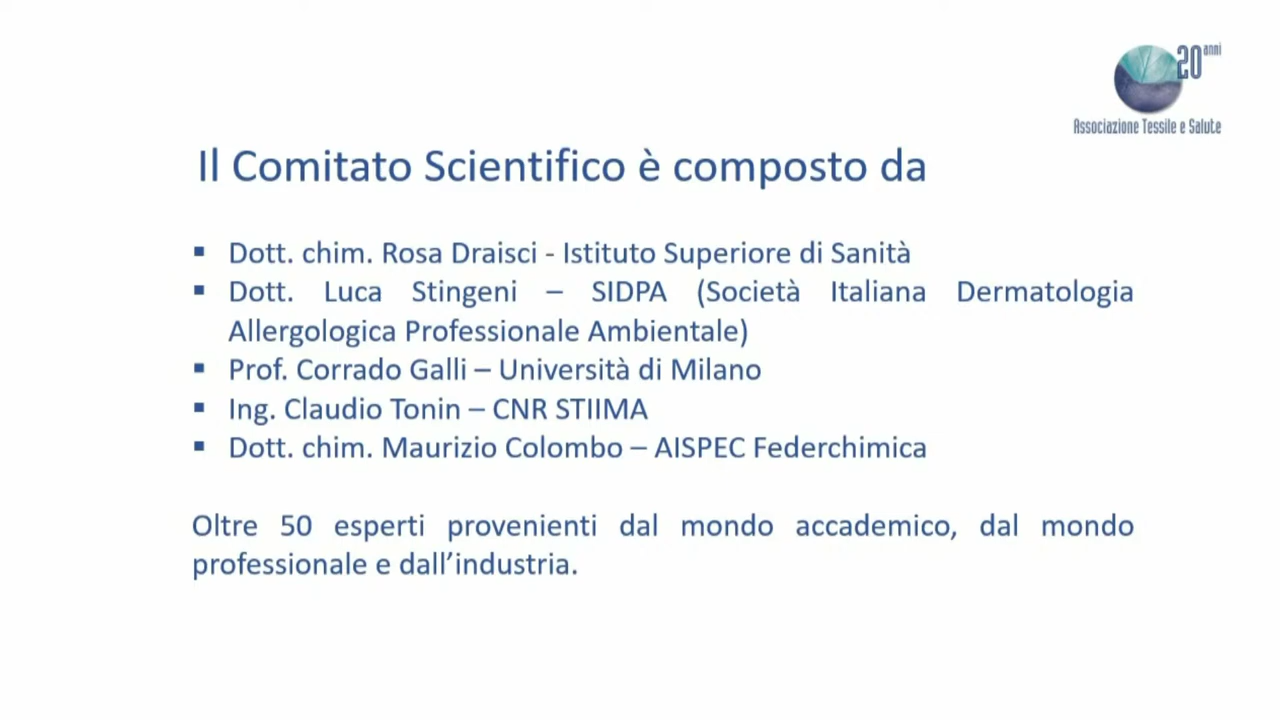 20 anni
Associazione Tessile e Salute
Il Comitato Scientifico è composto da
▪ Dott. chim. Rosa Draisci - Istituto Superiore di Sanità
▪ Dott. Luca Stingeni – SIDPA (Società Italiana Dermatologia
Allergologica Professionale Ambientale)
▪ Prof. Corrado Galli – Università di Milano
▪ Ing. Claudio Tonin – CNR STIIMA
▪ Dott. chim. Maurizio Colombo – AISPEC Federchimica
Oltre 50 esperti provenienti dal mondo accademico, dal mondo
professionale e dall’industria.